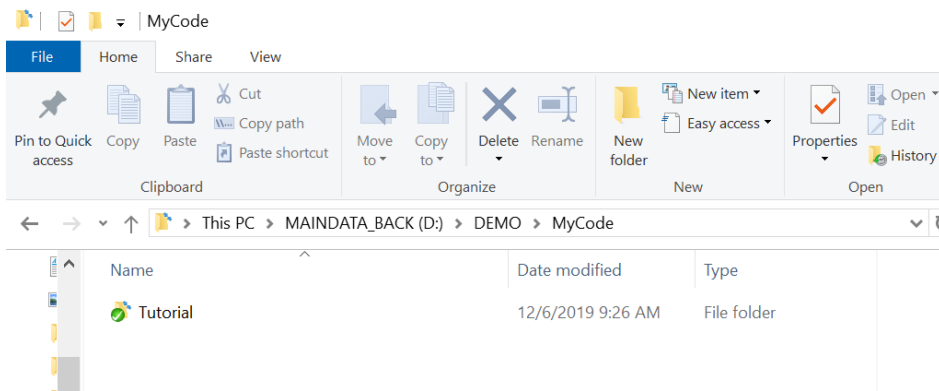 MyCode
File Home Share View
Pin to Quick access
Copy
Paste
Cut
Copy path
Paste shortcut
Clipboard
Move to
Copy to
Delete
Rename
Organize
New folder
New item
Easy access
New
Properties
Open
Edit
History
Open
This PC > MAINDATA_BACK (D:) > DEMO > MyCode
Name Date modified Type
Tutorial 12/6/2019 9:26 AM File folder